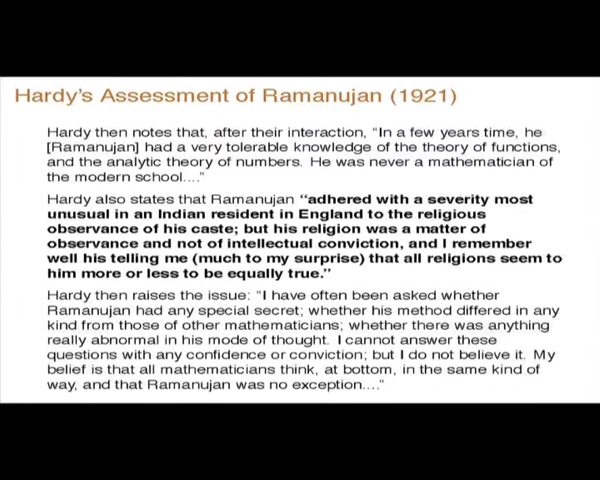 Hardy's Assessment of Ramanujan (1921)
Hardy then notes that, after their interaction, "In a few years time, he
[Ramanujan] had a very tolerable knowledge of the theory of functions,
and the analytic theory of numbers. He was never a mathematician of
the modern school...."
Hardy also states that Ramanujan "adhered with a severity most
unusual in an Indian resident in England to the religious
observance of his caste; but his religion was a matter of
observance and not of intellectual conviction, and I remember
well his telling me (much to my surprise) that all religions seem to
him more or less to be equally true."
Hardy then raises the issue: "I have often been asked whether
Ramanujan had any special secret; whether his method differed in any
kind from those of other mathematicians; whether there was anything
really abnormal in his mode of thought. I cannot answer these
questions with any confidence or conviction; but I do not believe it. My
belief is that all mathematicians think, at bottom, in the same kind of
way, and that Ramanujan was no exception...."